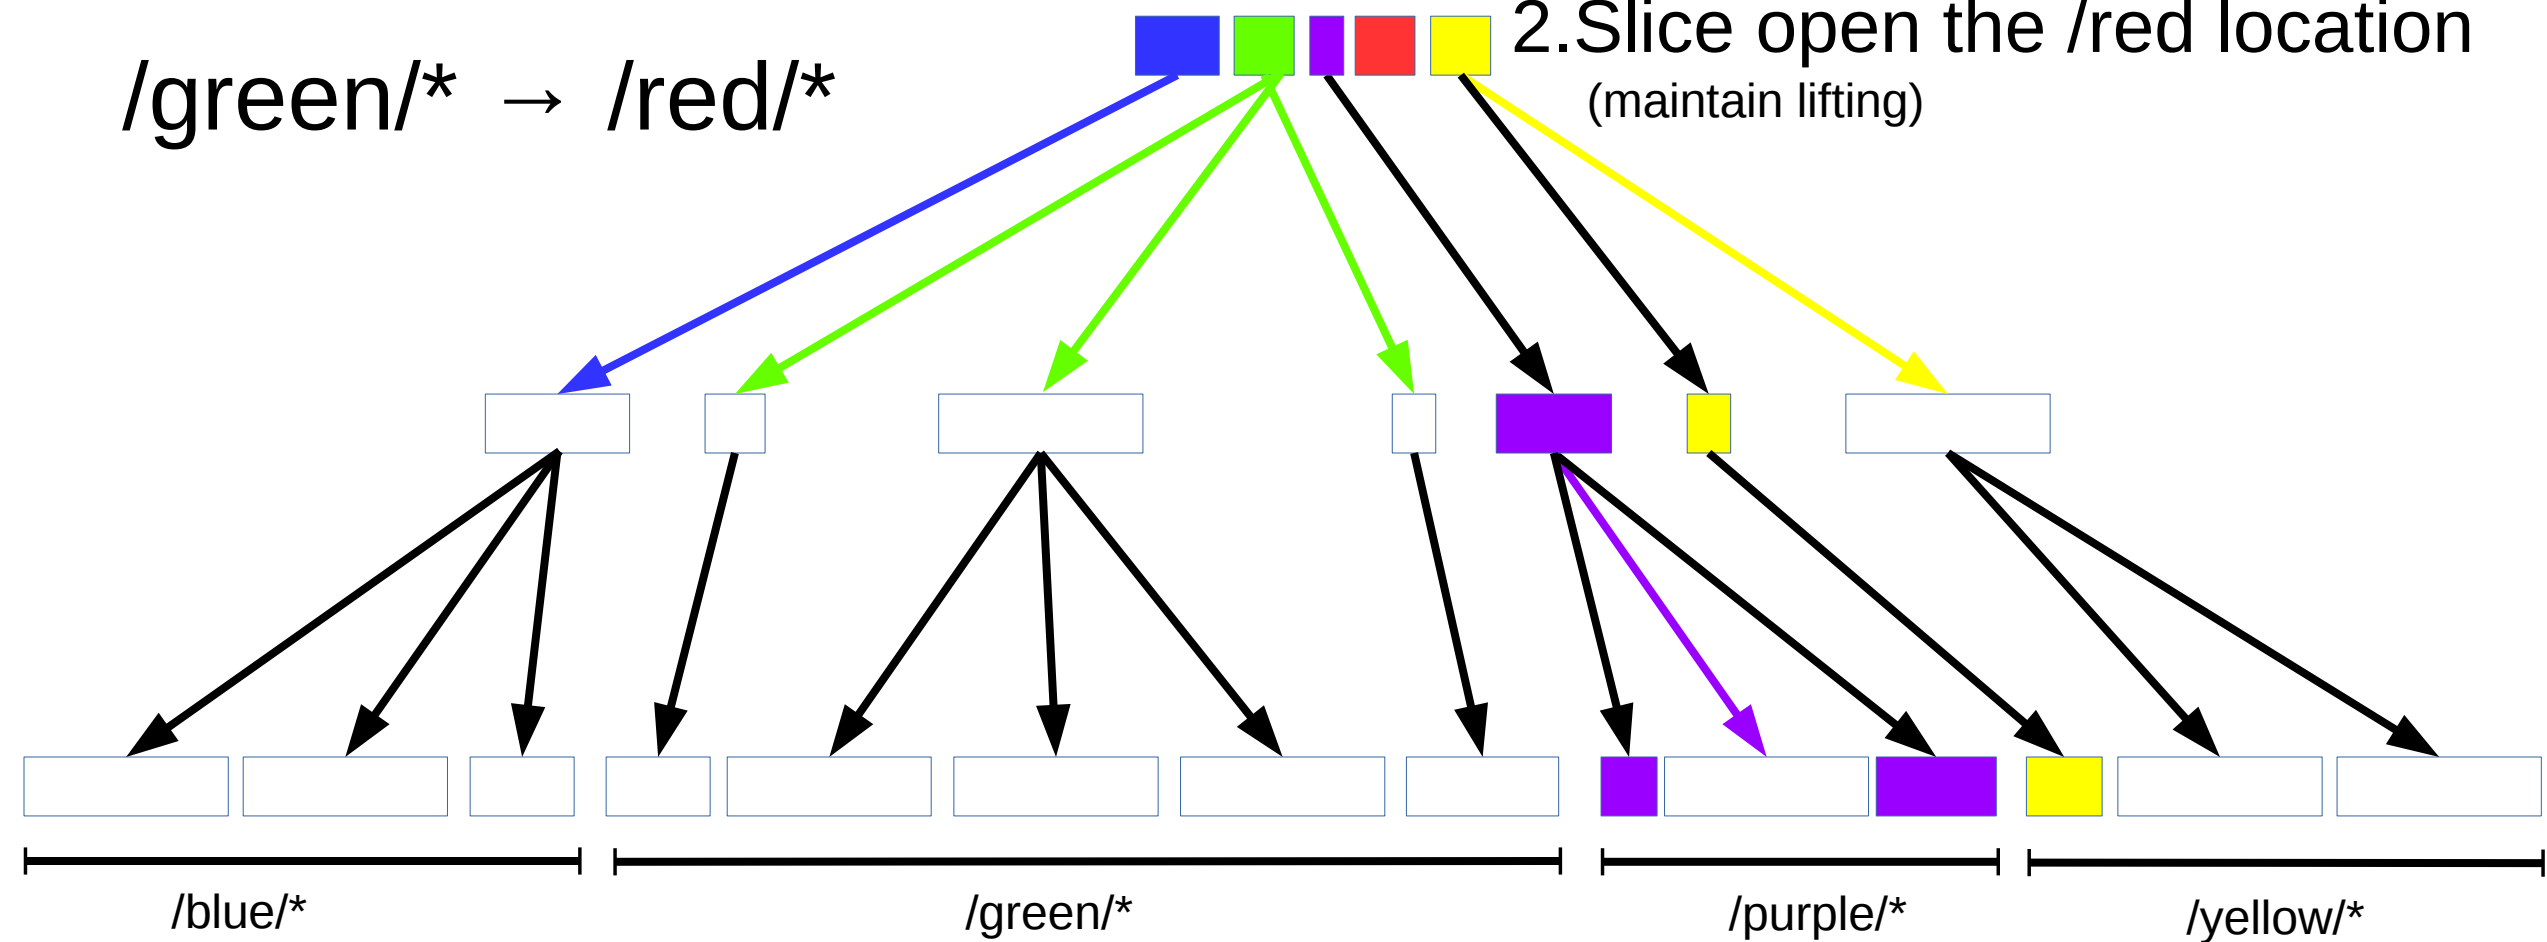 2.Slice open the /red location
(maintain lifting)
/green/* → /red/*
/blue/*
/green/*
/purple/*
/yellow/*